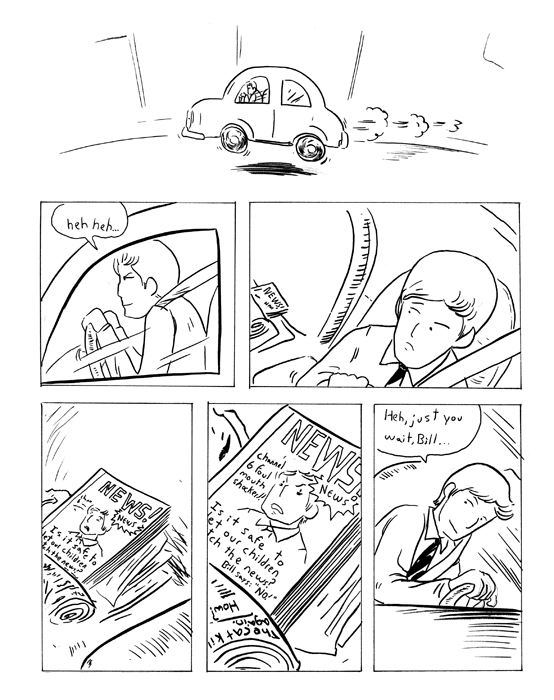 heh heh...
NEWS!
NEWS!
NEWS!
Is it safe to
let our children
NEWS!
NEWS!
channel
6 foul
mouth
shocker!!
Is it safe to
let our children
the news?
Bill says: "NO!"
The cat
again.
How?
Heh, just you
wait, Bill...